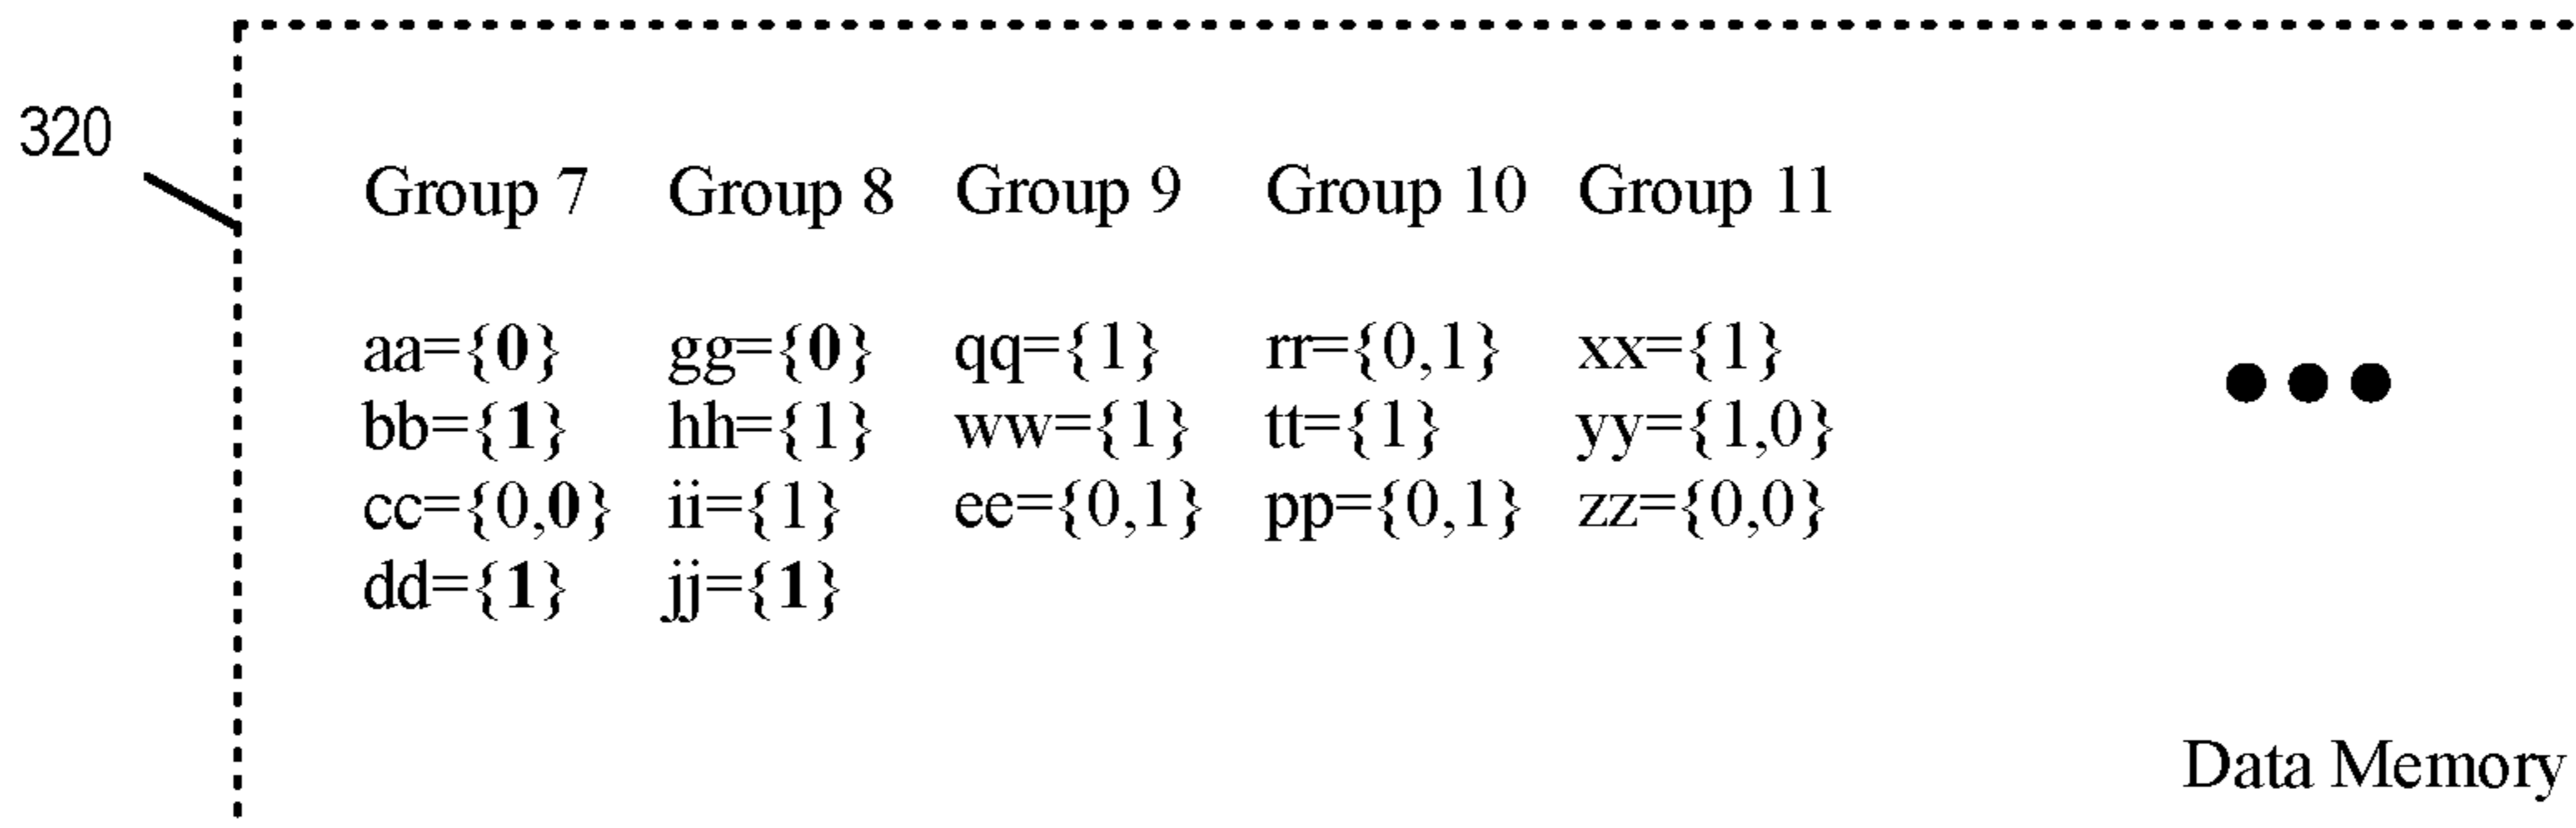 320
Group 7 Group 8 Group 9 Group 10 Group 11
aa={0} gg={0} qq={1} rr={0,1} xx={1}
bb={1} hh={1} ww={1} tt={1} yy={1,0}
cc={0,0} ii={1} ee={0,1} pp={0,1} zz={0,0}
dd={1} jj={1}
Data Memory